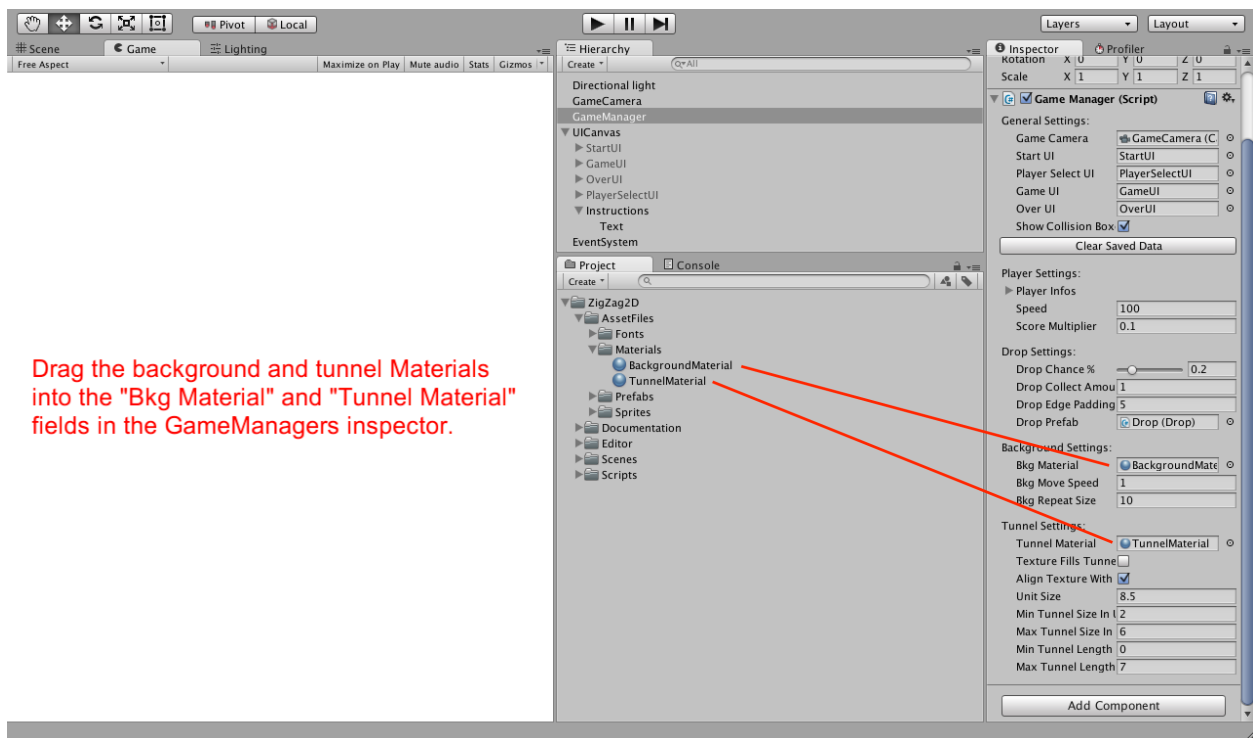 Pivot Local
Layers Layout
Scene Game Lighting
Free Aspect Maximize on Play Mute audio Stats Gizmos
Drag the background and tunnel Materials
into the "Bkg Material" and "Tunnel Material"
fields in the GameManagers inspector.
Hierarchy
Create All
Directional light
GameCamera
GameManager
UICanvas
StartUI
GameUI
OverUI
PlayerSelectUI
Instructions
Text
EventSystem
Project Console
Create
ZigZag2D
AssetFiles
Fonts
Materials
BackgroundMaterial
TunnelMaterial
Prefabs
Sprites
Documentation
Editor
Scenes
Scripts
Inspector Profiler
Rotation X 0 Y 0 Z 0
Scale X 1 Y 1 Z 1
Game Manager (Script)
General Settings:
Game Camera GameCamera (C
Start UI StartUI
Player Select UI PlayerSelectUI
Game UI GameUI
Over UI OverUI
Show Collision Box
Clear Saved Data
Player Settings:
Player Infos
Speed 100
Score Multiplier 0.1
Drop Settings:
Drop Chance % 0.2
Drop Collect Amou 1
Drop Edge Padding 5
Drop Prefab Drop (Drop)
Background Settings:
Bkg Material BackgroundMate
Bkg Move Speed 1
Bkg Repeat Size 10
Tunnel Settings:
Tunnel Material TunnelMaterial
Texture Fills Tunne
Align Texture With
Unit Size 8.5
Min Tunnel Size In U 2
Max Tunnel Size In 6
Min Tunnel Length 0
Max Tunnel Length 7
Add Component